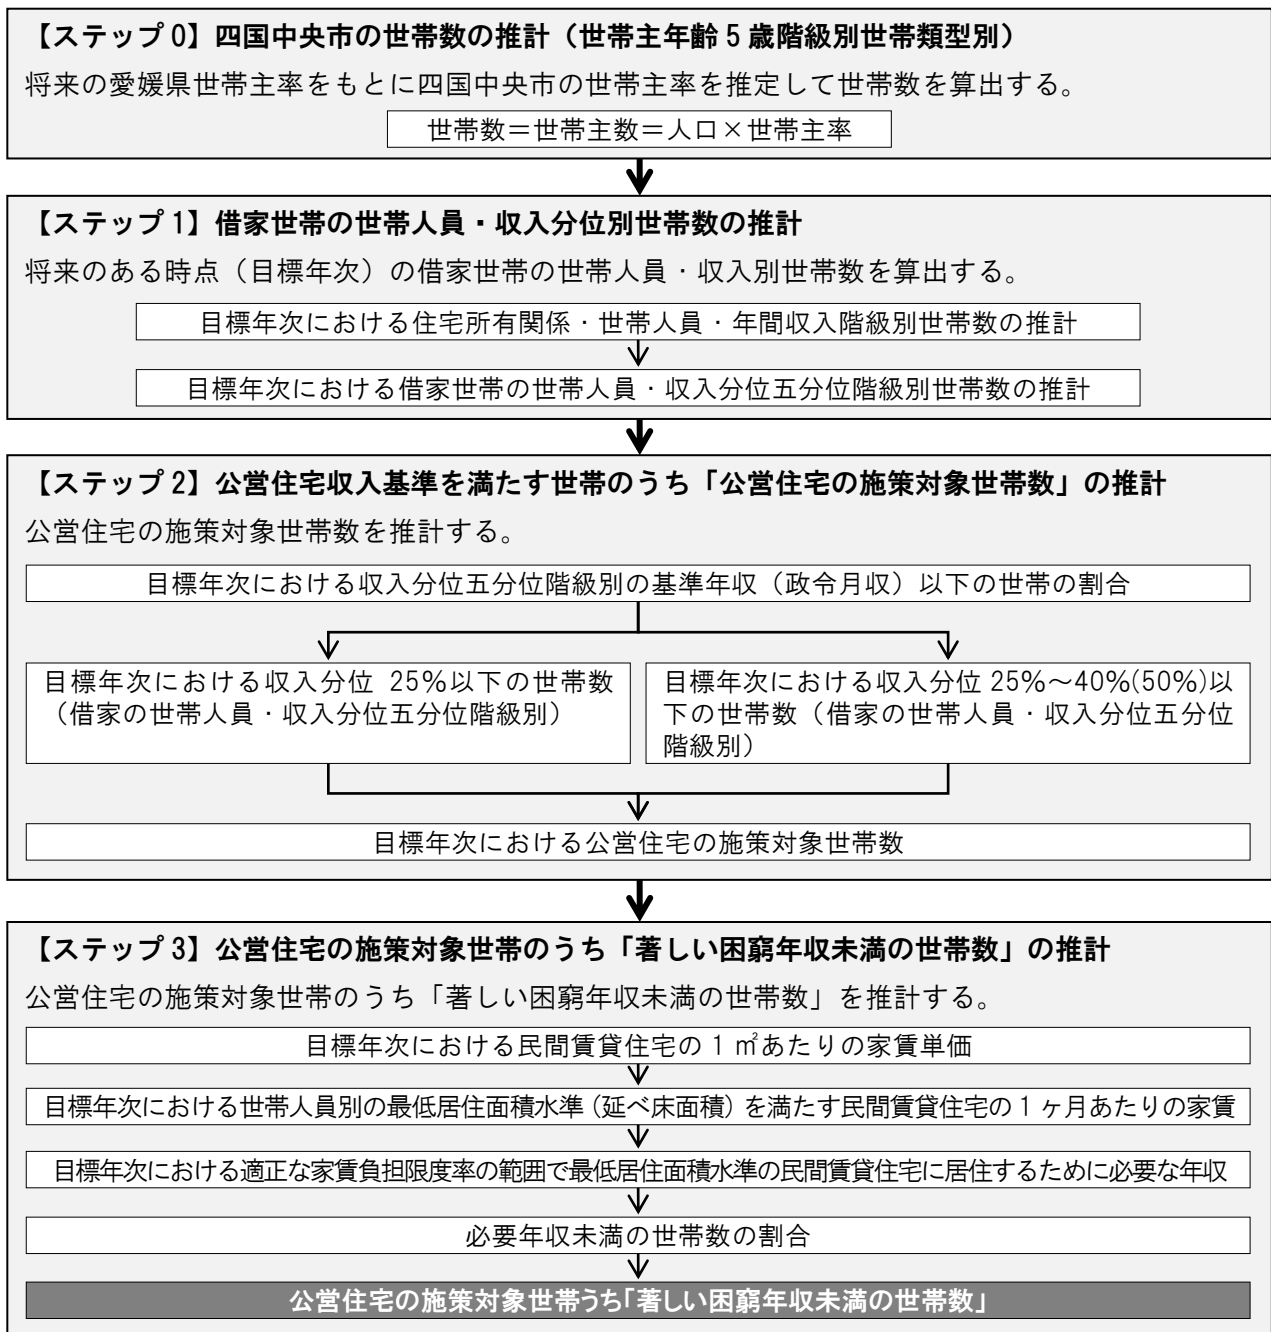 【ステップ0】四国中央市の世帯数の推計（世帯主年齢5歳階級別世帯類型別）
将来の愛媛県世帯主率をもとに四国中央市の世帯主率を推定して世帯数を算出する。
世帯数＝世帯主数＝人口×世帯主率
【ステップ1】借家世帯の世帯人員・収入分位別世帯数の推計
将来のある時点（目標年次）の借家世帯の世帯人員・収入別世帯数を算出する。
目標年次における住宅所有関係・世帯人員・年間収入階級別世帯数の推計
目標年次における借家世帯の世帯人員・収入分位五分位階級別世帯数の推計
【ステップ2】公営住宅収入基準を満たす世帯のうち「公営住宅の施策対象世帯数」の推計
公営住宅の施策対象世帯数を推計する。
目標年次における収入分位五分位階級別の基準年収（政令月収）以下の世帯の割合
目標年次における収入分位 25%以下の世帯数
（借家の世帯人員・収入分位五分位階級別）
目標年次における収入分位 25%～40%(50%)以
下の世帯数（借家の世帯人員・収入分位五分位
階級別）
目標年次における公営住宅の施策対象世帯数
【ステップ3】公営住宅の施策対象世帯のうち「著しい困窮年収未満の世帯数」の推計
公営住宅の施策対象世帯のうち「著しい困窮年収未満の世帯数」を推計する。
目標年次における民間賃貸住宅の1㎡あたりの家賃単価
目標年次における世帯人員別の最低居住面積水準（延べ床面積）を満たす民間賃貸住宅の1ヶ月あたりの家賃
目標年次における適正な家賃負担限度率の範囲で最低居住面積水準の民間賃貸住宅に居住するために必要な年収
必要年収未満の世帯数の割合
公営住宅の施策対象世帯うち「著しい困窮年収未満の世帯数」